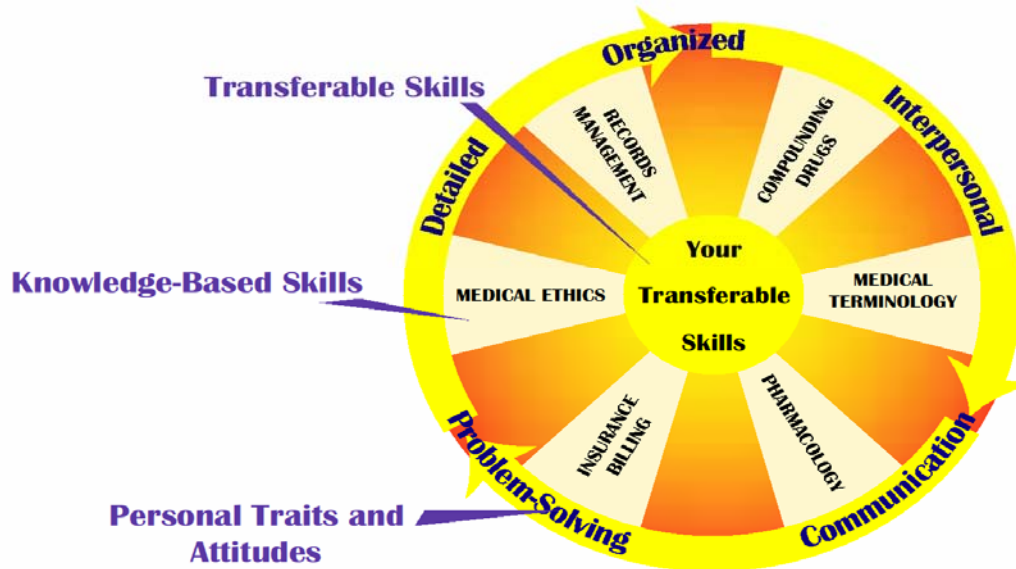 Organized
Transferable Skills
Interpersonal
RECORDS
MANAGEMENT
COMPOUNDING
DRUGS
Detailed
Your
Transferable
Skills
Knowledge-Based Skills
MEDICAL ETHICS
MEDICAL
TERMINOLOGY
INSURANCE
BILLING
PHARMACOLOGY
Problem-Solving
Communication
Personal Traits and
Attitudes